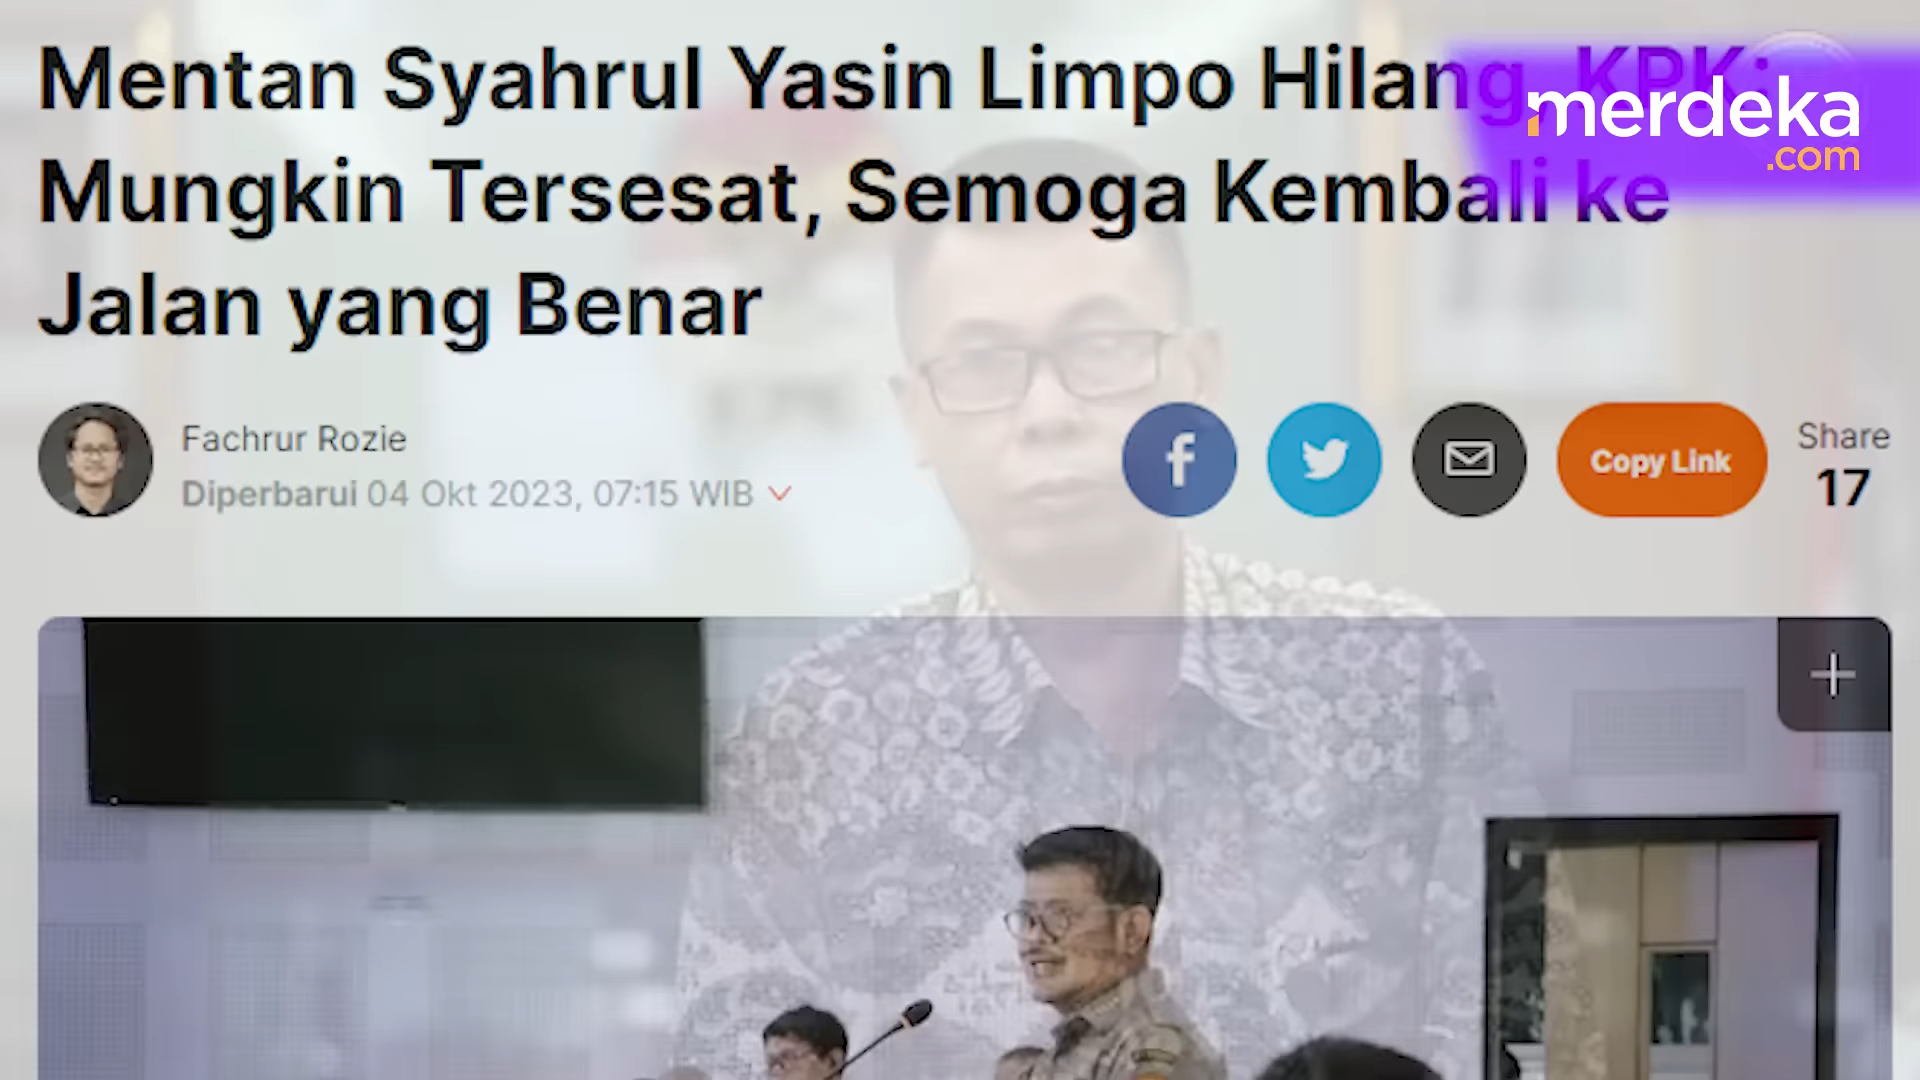 Mentan Syahrul Yasin Limpo Hilang, KPK:
Mungkin Tersesat, Semoga Kembali ke
Jalan yang Benar
merdeka
.com
Fachrur Rozie
Diperbarui 04 Okt 2023, 07:15 WIB
Copy Link
Share
17